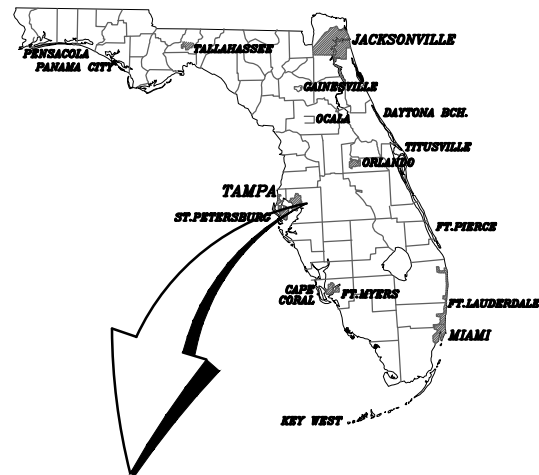 JACKSONVILLE
PENSACOLA
TALLAHASSEE
PANAMA CITY
GAINESVILLE
DAYTONA BCH.
OCALA
TITUSVILLE
ORLANDO
TAMPA
ST.PETERSBURG
FT.PIERCE
CAPE
CORAL
FT.MYERS
FT.LAUDERDALE
MIAMI
KEY WEST